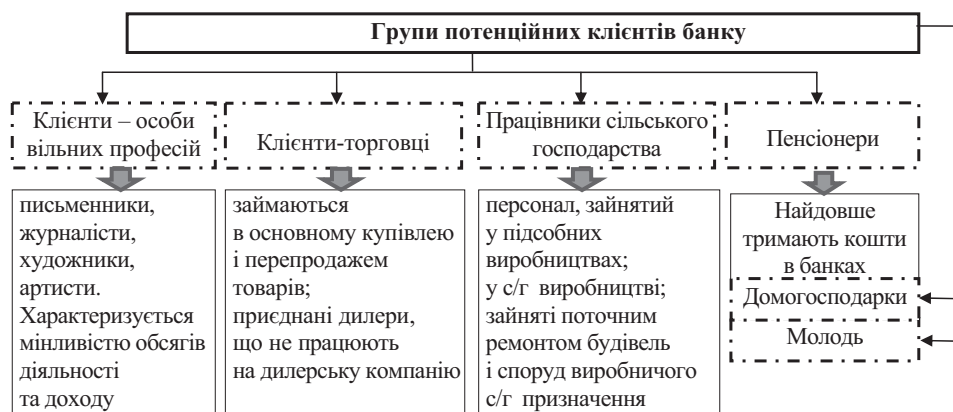 Групи потенційних клієнтів банку
Клієнти – особи
вільних професій
Клієнти-торговці
Працівники сільського
господарства
Пенсіонери
письменники,
журналісти,
художники,
артисти.
Характеризується
мінливістю обсягів
діяльності
та доходу
займаються
в основному купівлею
і перепродажем
товарів;
приєднані дилери,
що не працюють
на дилерську компанію
персонал, зайнятий
у підсобних
виробництвах;
у с/г виробництві;
зайняті поточним
ремонтом будівель
і споруд виробничого
с/г призначення
Найдовше
тримають кошти
в банках
Домогосподарки
Молодь